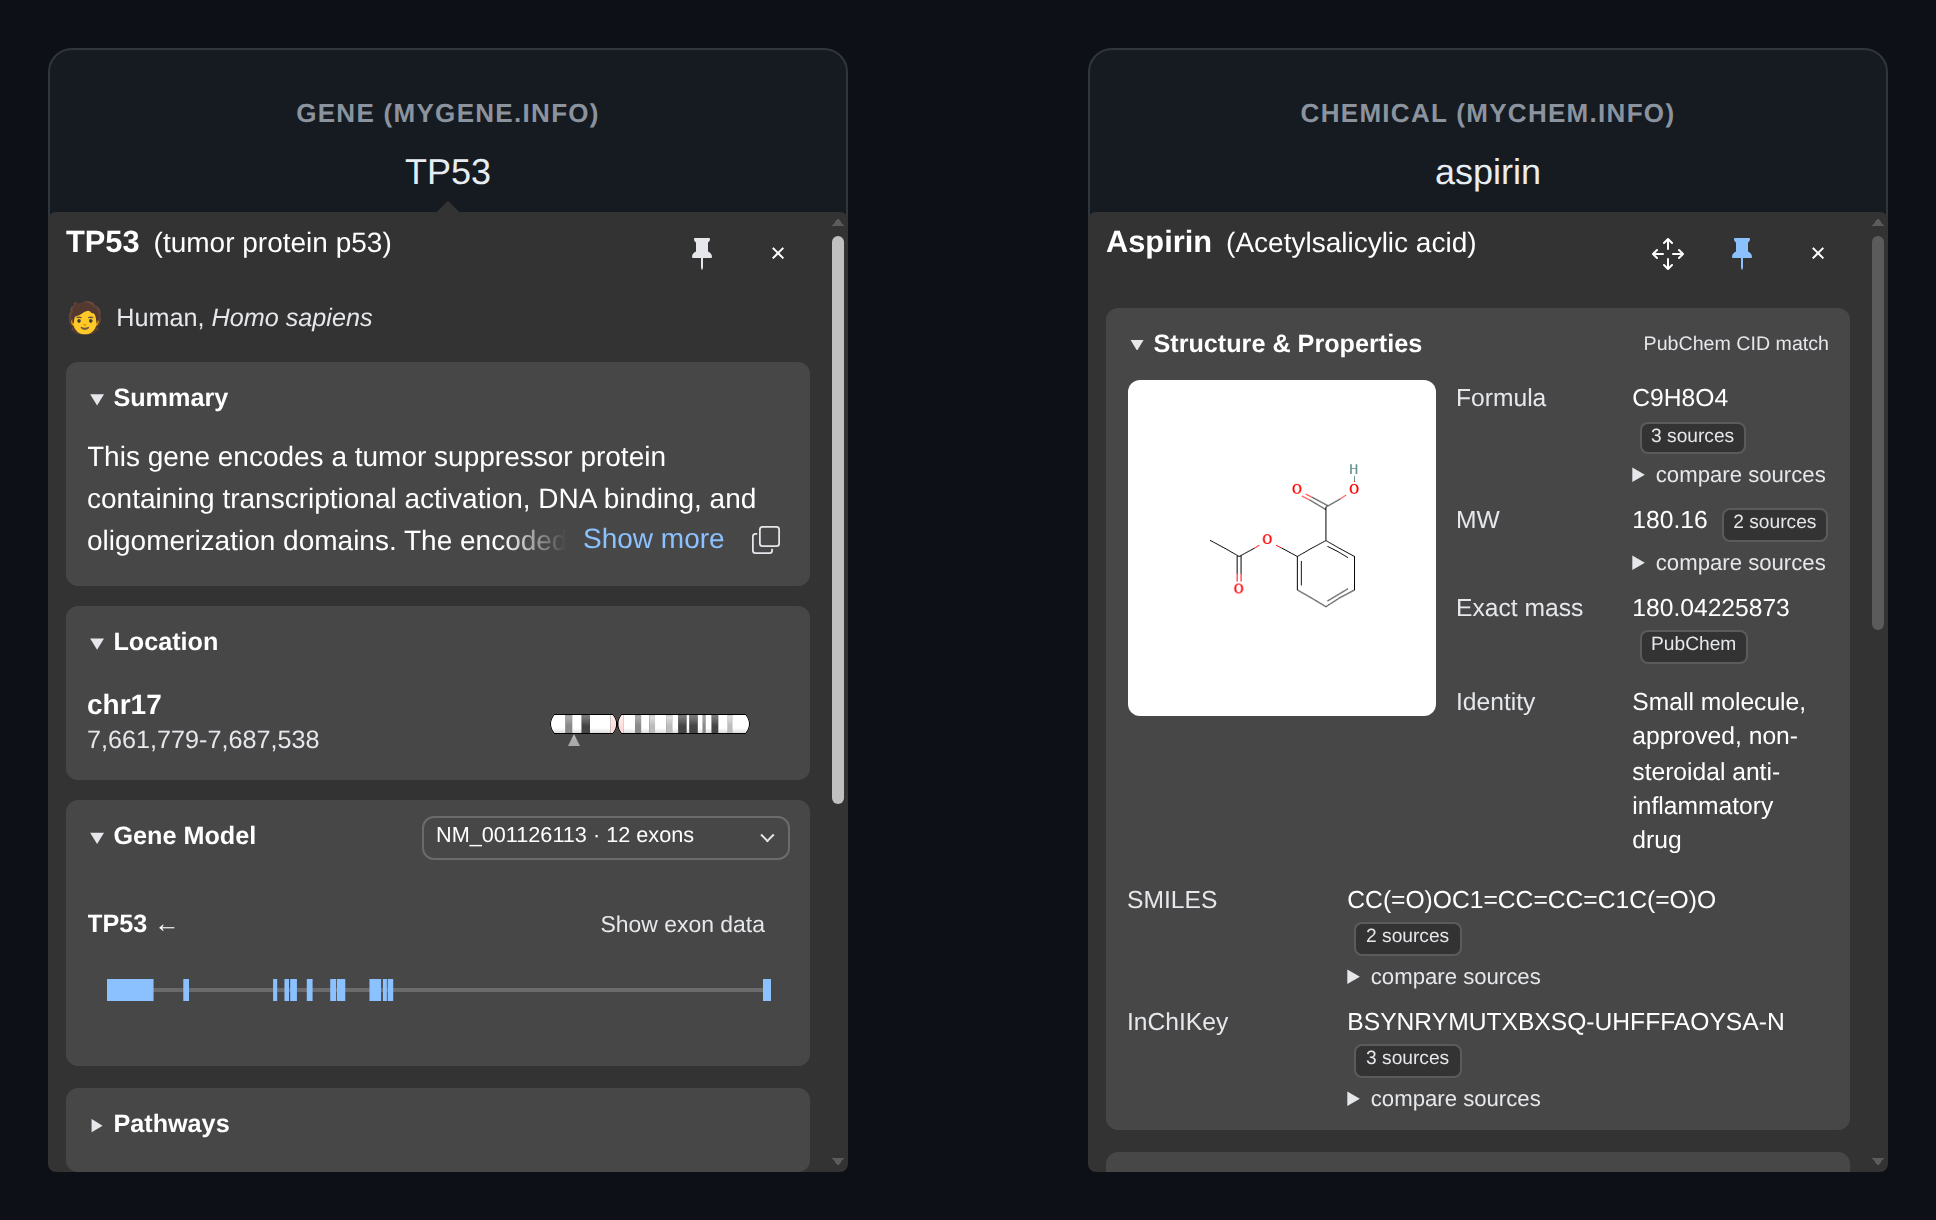 GENE (MYGENE.INFO)
TP53
TP53 (tumor protein p53)
×
Human, Homo sapiens
▼ Summary
This gene encodes a tumor suppressor protein
containing transcriptional activation, DNA binding, and
oligomerization domains. The encoded Show more
▼ Location
chr17
7,661,779-7,687,538
▼ Gene Model
NM_001126113 · 12 exons
TP53 ←
Show exon data
▶ Pathways
CHEMICAL (MYCHEM.INFO)
aspirin
Aspirin (Acetylsalicylic acid)
×
▼ Structure & Properties
PubChem CID match
H
O
O
O
O
Formula
C9H8O4
3 sources
▶ compare sources
MW
180.16 2 sources
▶ compare sources
Exact mass
180.04225873
PubChem
Identity
Small molecule,
approved, non-
steroidal anti-
inflammatory
drug
SMILES
CC(=O)OC1=CC=CC=C1C(=O)O
2 sources
▶ compare sources
InChIKey
BSYNRYMUTXBXSQ-UHFFFAOYSA-N
3 sources
▶ compare sources